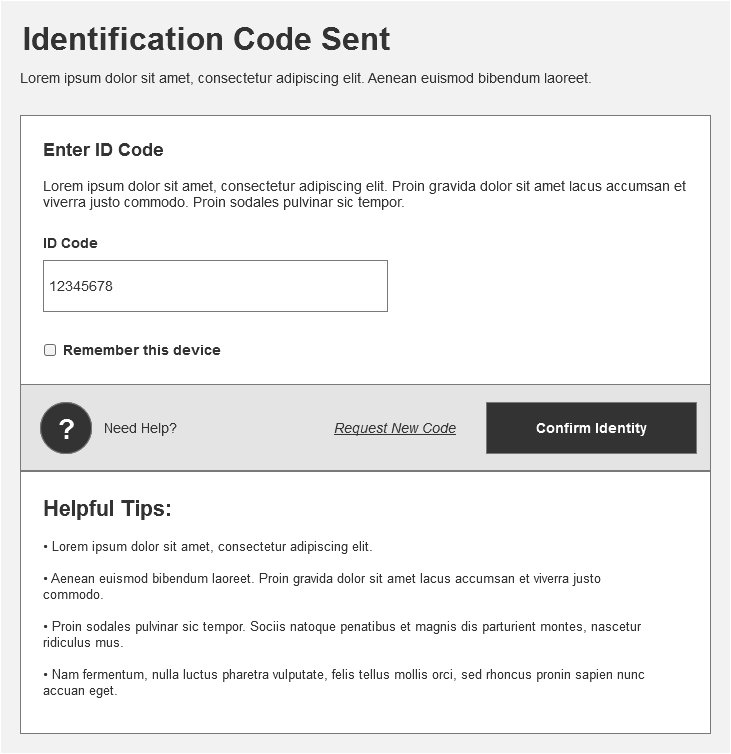 Identification Code Sent
Lorem ipsum dolor sit amet, consectetur adipiscing elit. Aenean euismod bibendum laoreet.
Enter ID Code
Lorem ipsum dolor sit amet, consectetur adipiscing elit. Proin gravida dolor sit amet lacus accumsan et
viverra justo commodo. Proin sodales pulvinar sic tempor.
ID Code
12345678
Remember this device
? Need Help? Request New Code Confirm Identity
Helpful Tips:
• Lorem ipsum dolor sit amet, consectetur adipiscing elit.
• Aenean euismod bibendum laoreet. Proin gravida dolor sit amet lacus accumsan et viverra justo
commodo.
• Proin sodales pulvinar sic tempor. Sociis natoque penatibus et magnis dis parturient montes, nascetur
ridiculus mus.
• Nam fermentum, nulla luctus pharetra vulputate, felis tellus mollis orci, sed rhoncus pronin sapien nunc
accuan eget.